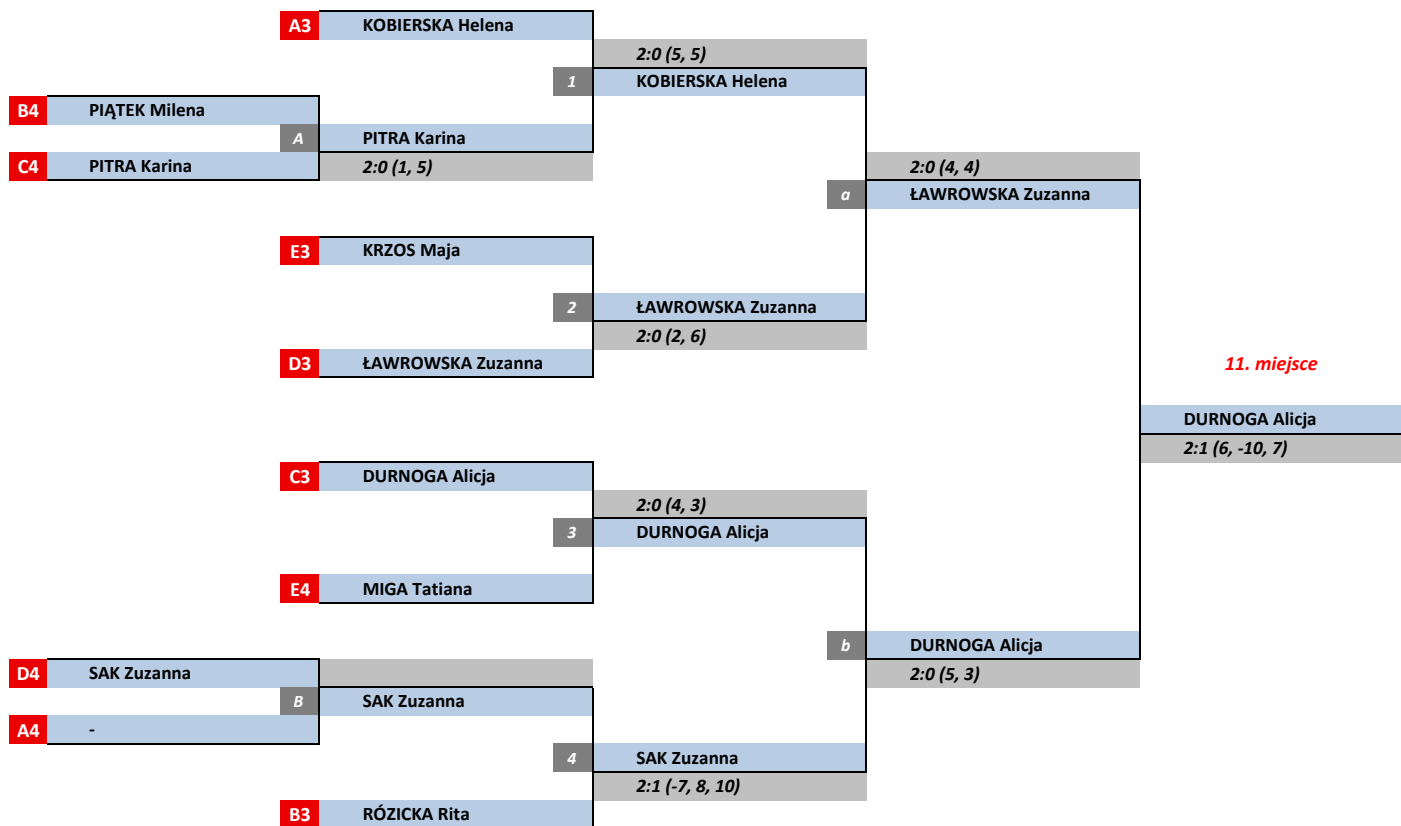 A3 KOBIERSKA Helena
2:0 (5, 5)
1 KOBIERSKA Helena
B4 PIĄTEK Milena
A PITRA Karina
C4 PITRA Karina 2:0 (1, 5) 2:0 (4, 4)
a ŁAWROWSKA Zuzanna
E3 KRZOS Maja
2 ŁAWROWSKA Zuzanna
2:0 (2, 6)
D3 ŁAWROWSKA Zuzanna 11. miejsce
DURNOGA Alicja
2:1 (6, -10, 7)
C3 DURNOGA Alicja
2:0 (4, 3)
3 DURNOGA Alicja
E4 MIGA Tatiana
b DURNOGA Alicja
D4 SAK Zuzanna 2:0 (5, 3)
B SAK Zuzanna
A4 -
4 SAK Zuzanna
2:1 (-7, 8, 10)
B3 RÓZICKA Rita